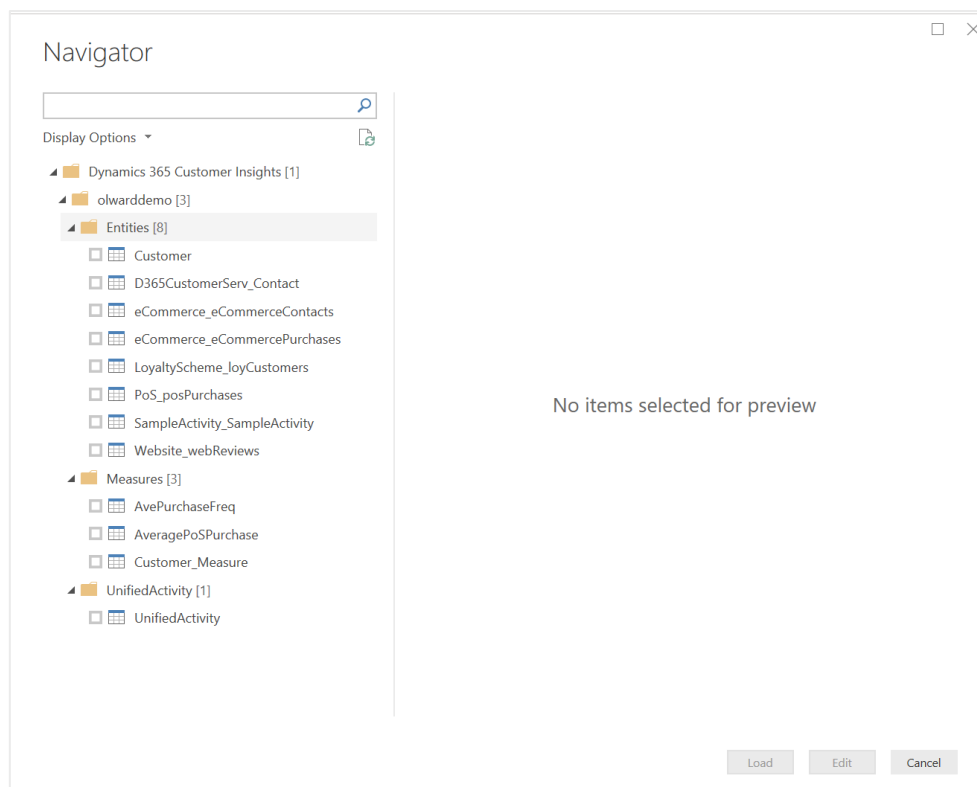 Navigator
Display Options
Dynamics 365 Customer Insights [1]
olwarddemo [3]
Entities [8]
Customer
D365CustomerServ_Contact
eCommerce_eCommerceContacts
eCommerce_eCommercePurchases
LoyaltyScheme_loyCustomers
PoS_posPurchases
SampleActivity_SampleActivity
Website_webReviews
Measures [3]
AvePurchaseFreq
AveragePoSPurchase
Customer_Measure
UnifiedActivity [1]
UnifiedActivity
No items selected for preview
Load Edit Cancel